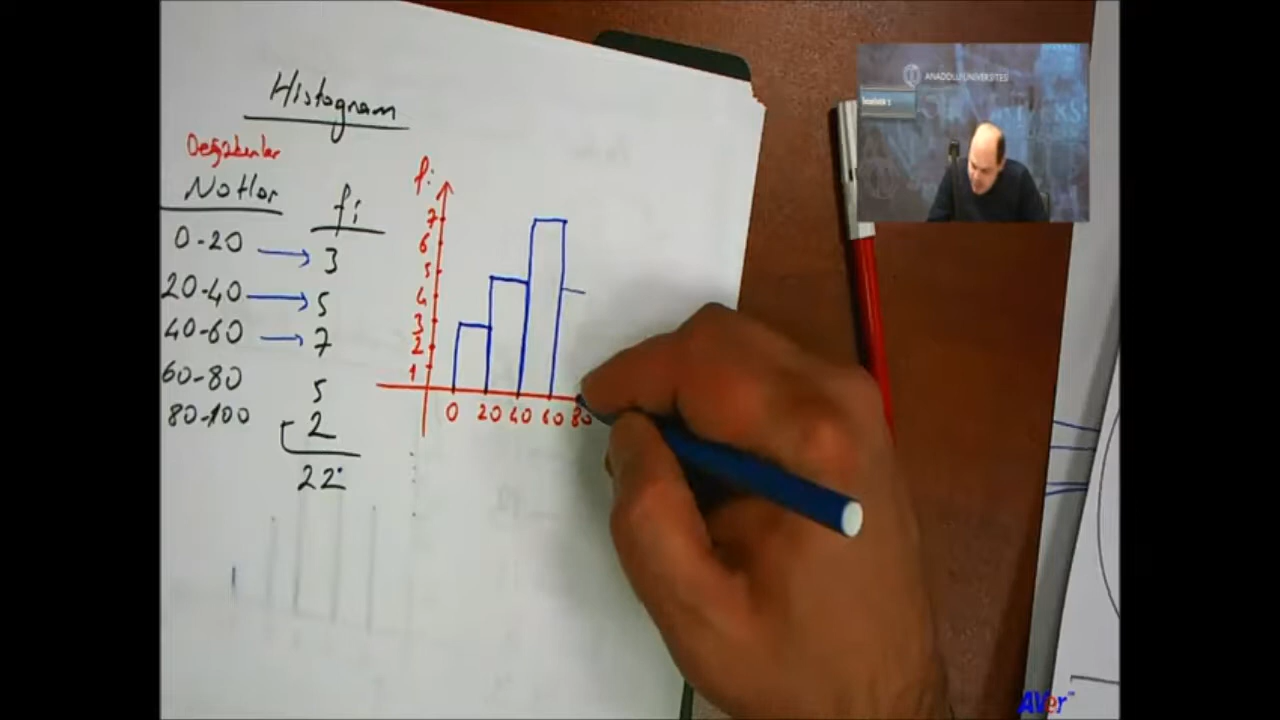 Histogram
Değişkenler
Notlar fi
0-20 → 3
20-40 → 5
40-60 → 7
60-80 5
80-100 2
22
fi
7
6
5
4
3
2
1
0 20 40 60 80
ANADOLU ÜNİVERSİTESİ
AVer